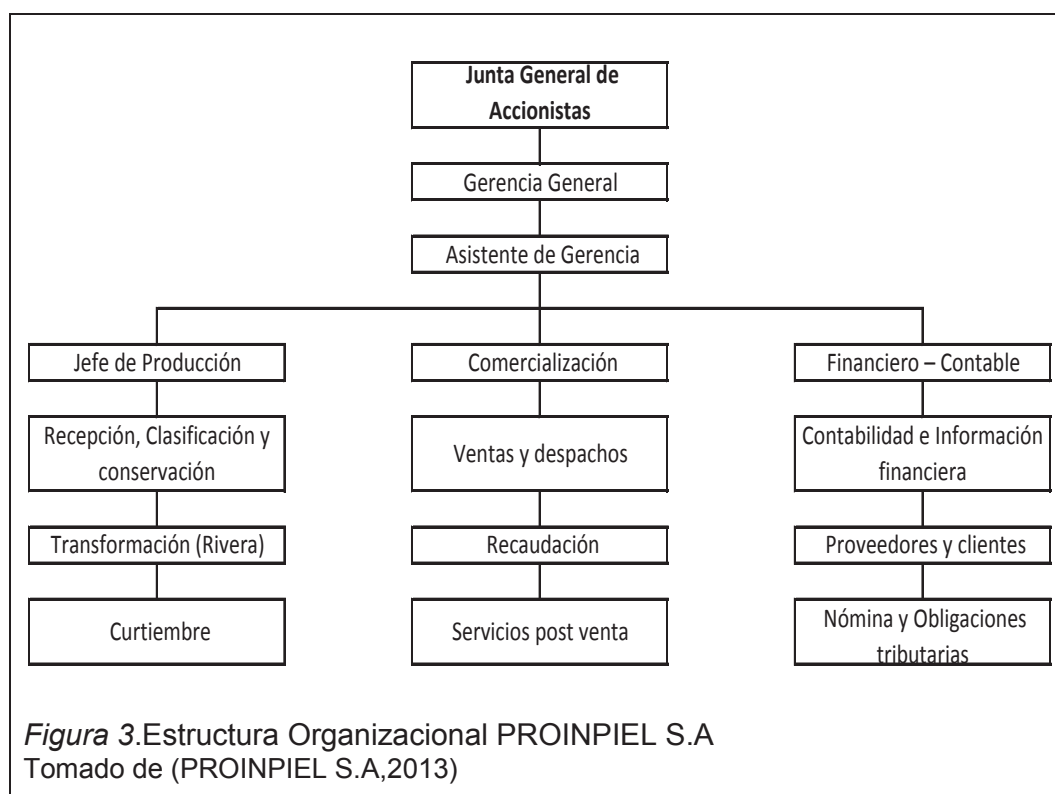 Junta General de
Accionistas
Gerencia General
Asistente de Gerencia
Jefe de Producción
Comercialización
Financiero – Contable
Recepción, Clasificación y
conservación
Ventas y despachos
Contabilidad e Información
financiera
Transformación (Rivera)
Recaudación
Proveedores y clientes
Curtiembre
Servicios post venta
Nómina y Obligaciones
tributarias
Figura 3.Estructura Organizacional PROINPIEL S.A
Tomado de (PROINPIEL S.A,2013)